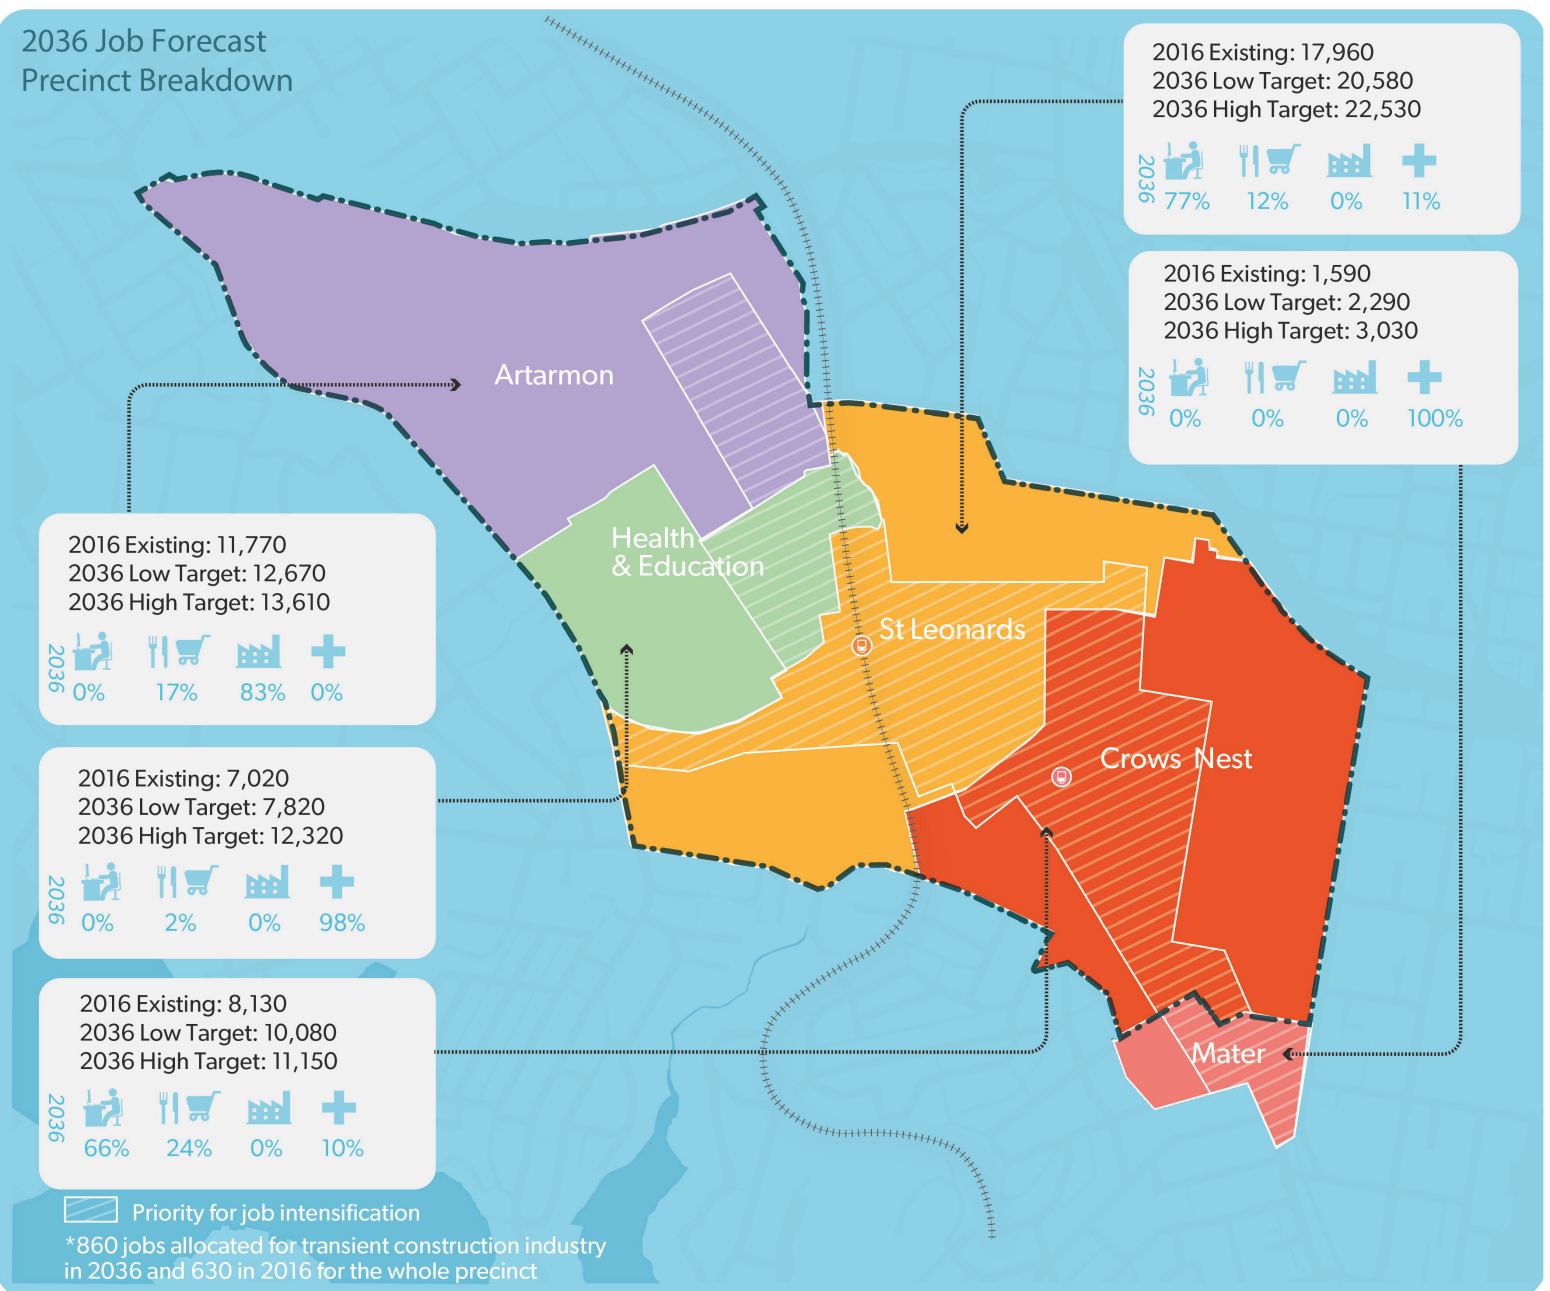 2036 Job Forecast
Precinct Breakdown
2016 Existing: 17,960
2036 Low Target: 20,580
2036 High Target: 22,530
2036
77% 12% 0% 11%
2016 Existing: 1,590
2036 Low Target: 2,290
2036 High Target: 3,030
2036
0% 0% 0% 100%
Artarmon
Health
& Education
St Leonards
Crows Nest
Mater
2016 Existing: 11,770
2036 Low Target: 12,670
2036 High Target: 13,610
2036
0% 17% 83% 0%
2016 Existing: 7,020
2036 Low Target: 7,820
2036 High Target: 12,320
2036
0% 2% 0% 98%
2016 Existing: 8,130
2036 Low Target: 10,080
2036 High Target: 11,150
2036
66% 24% 0% 10%
Priority for job intensification
*860 jobs allocated for transient construction industry
in 2036 and 630 in 2016 for the whole precinct